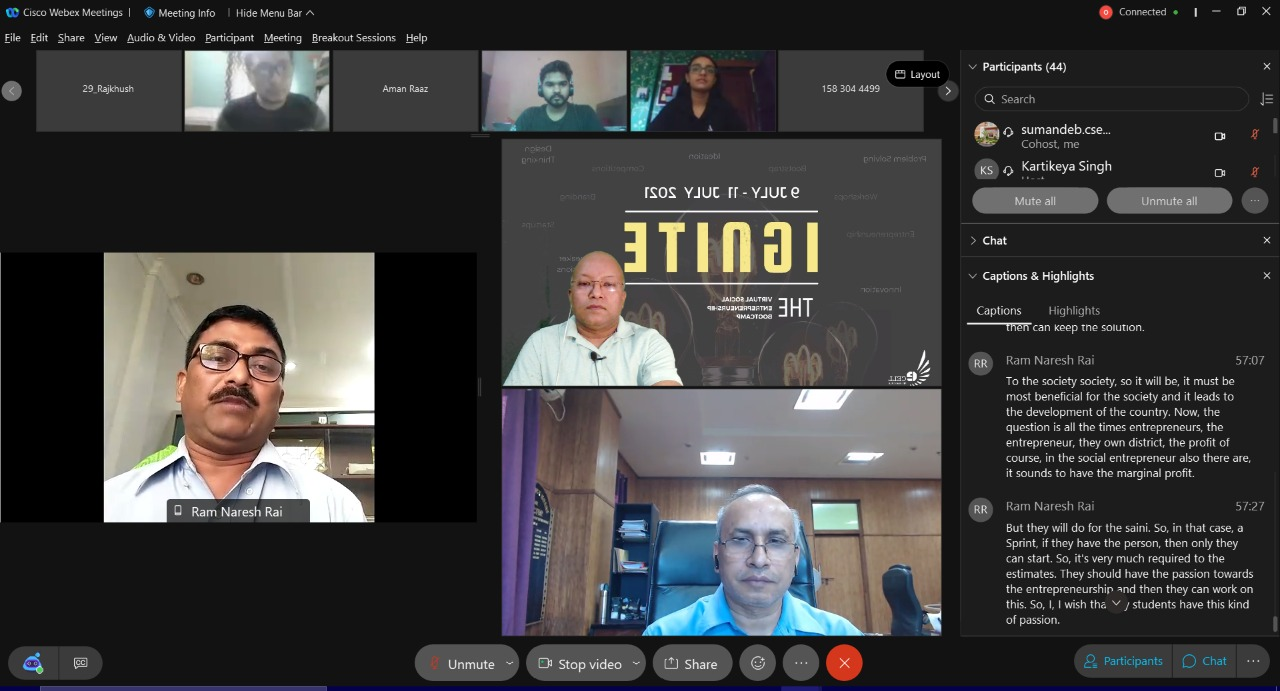 Cisco Webex Meetings
Meeting Info
Hide Menu Bar
Connected
File Edit Share View Audio & Video Participant Meeting Breakout Sessions Help
29_Rajkhush
Aman Raaz
158 304 4499
Layout
Design
Thinking
Ideation
Problem Solving
Competitions
Bootcamp
Branding
Workshops
9 JULY - 11 JULY 2021
Startups
IGNITE
Entrepreneurship
Innovation
THE
VIRTUAL SOCIAL
ENTREPRENEURSHIP
BOOTCAMP
E-CELL
Ram Naresh Rai
Participants (44)
Search
sumandeb.cse...
Cohost, me
KS
Kartikeya Singh
Host
Mute all
Unmute all
Chat
Captions & Highlights
Captions
Highlights
then can keep the solution.
RR
Ram Naresh Rai
57:07
To the society society, so it will be, it must be
most beneficial for the society and it leads to
the development of the country. Now, the
question is all the times entrepreneurs, the
entrepreneur, they own district, the profit of
course, in the social entrepreneur also there are,
it sounds to have the marginal profit.
RR
Ram Naresh Rai
57:27
But they will do for the saini. So, in that case, a
Sprint, if they have the person, then only they
can start. So, it's very much required to the
estimates. They should have the passion towards
the entrepreneurship and then they can work on
this. So, I, I wish students have this kind
of passion.
Unmute
Stop video
Share
Participants
Chat